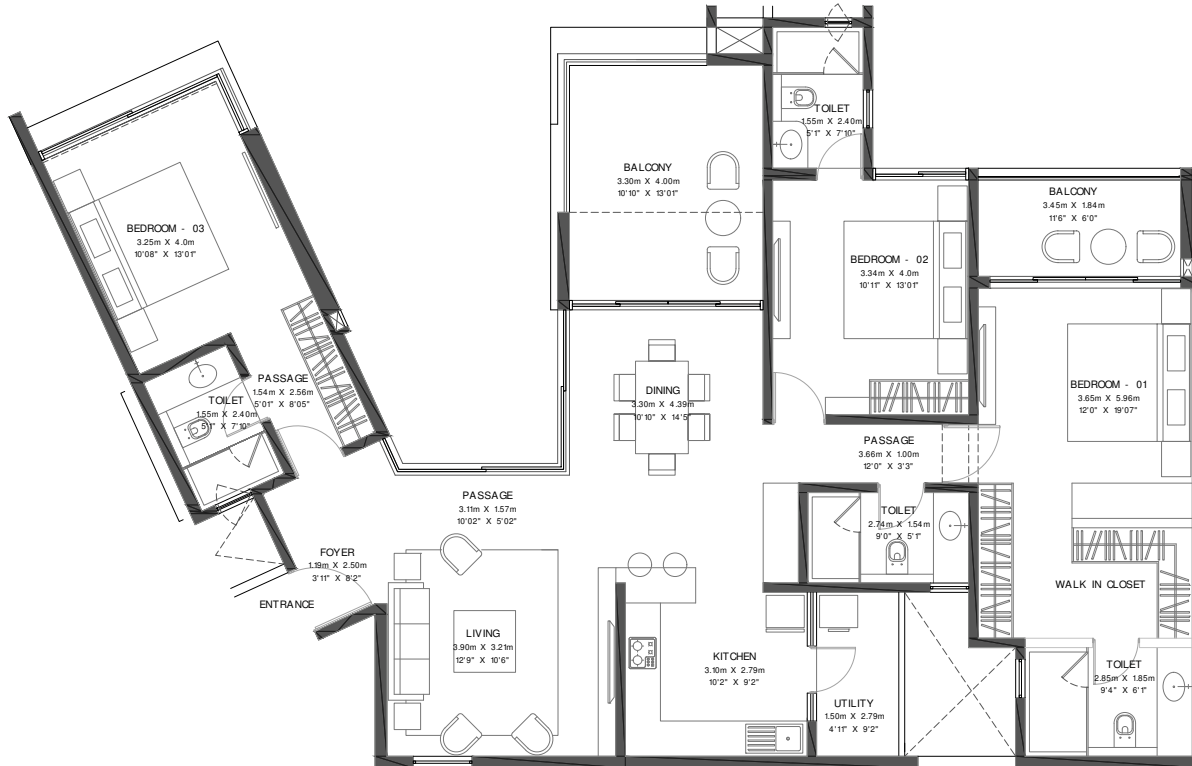 TOILET
1.55m X 2.40m
5'1" X 7'10"
BALCONY
3.30m X 4.00m
10'10" X 13'01"
BALCONY
3.45m X 1.84m
11'6" X 6'0"
BEDROOM - 03
3.25m X 4.0m
10'08" X 13'01"
BEDROOM - 02
3.34m X 4.0m
10'11" X 13'01"
PASSAGE
1.54m X 2.56m
5'01" X 8'05"
TOILET
1.55m X 2.40m
5'1" X 7'10"
DINING
3.30m X 4.39m
10'10" X 14'5"
BEDROOM - 01
3.65m X 5.96m
12'0" X 19'07"
PASSAGE
3.66m X 1.00m
12'0" X 3'3"
PASSAGE
3.11m X 1.57m
10'02" X 5'02"
TOILET
2.74m X 1.54m
9'0" X 5'1"
FOYER
1.19m X 2.50m
3'11" X 8'2"
ENTRANCE
WALK IN CLOSET
LIVING
3.90m X 3.21m
12'9" X 10'6"
KITCHEN
3.10m X 2.79m
10'2" X 9'2"
TOILET
2.85m X 1.85m
9'4" X 6'1"
UTILITY
1.50m X 2.79m
4'11" X 9'2"